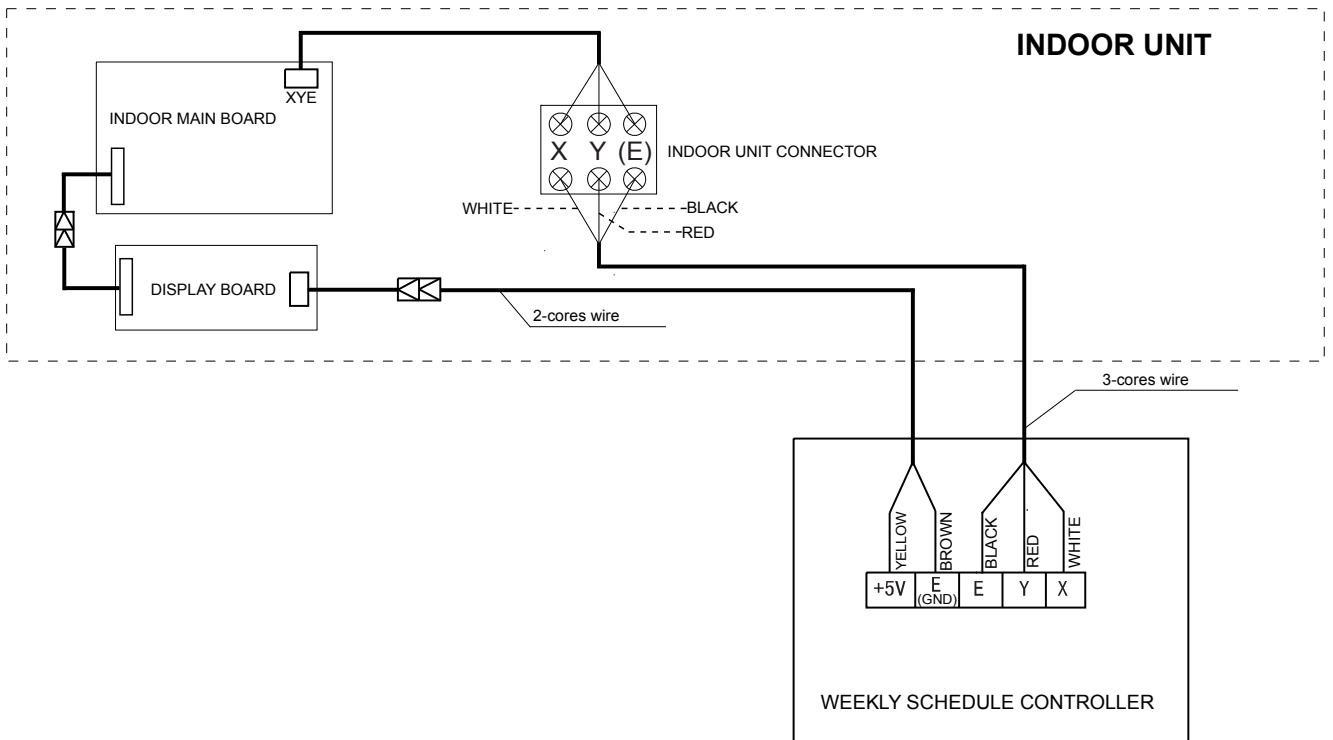 INDOOR UNIT
XYE
INDOOR MAIN BOARD
X Y (E)
INDOOR UNIT CONNECTOR
WHITE
BLACK
RED
DISPLAY BOARD
2-cores wire
3-cores wire
YELLOW
BROWN
BLACK
RED
WHITE
+5V
E
(GND)
E
Y
X
WEEKLY SCHEDULE CONTROLLER